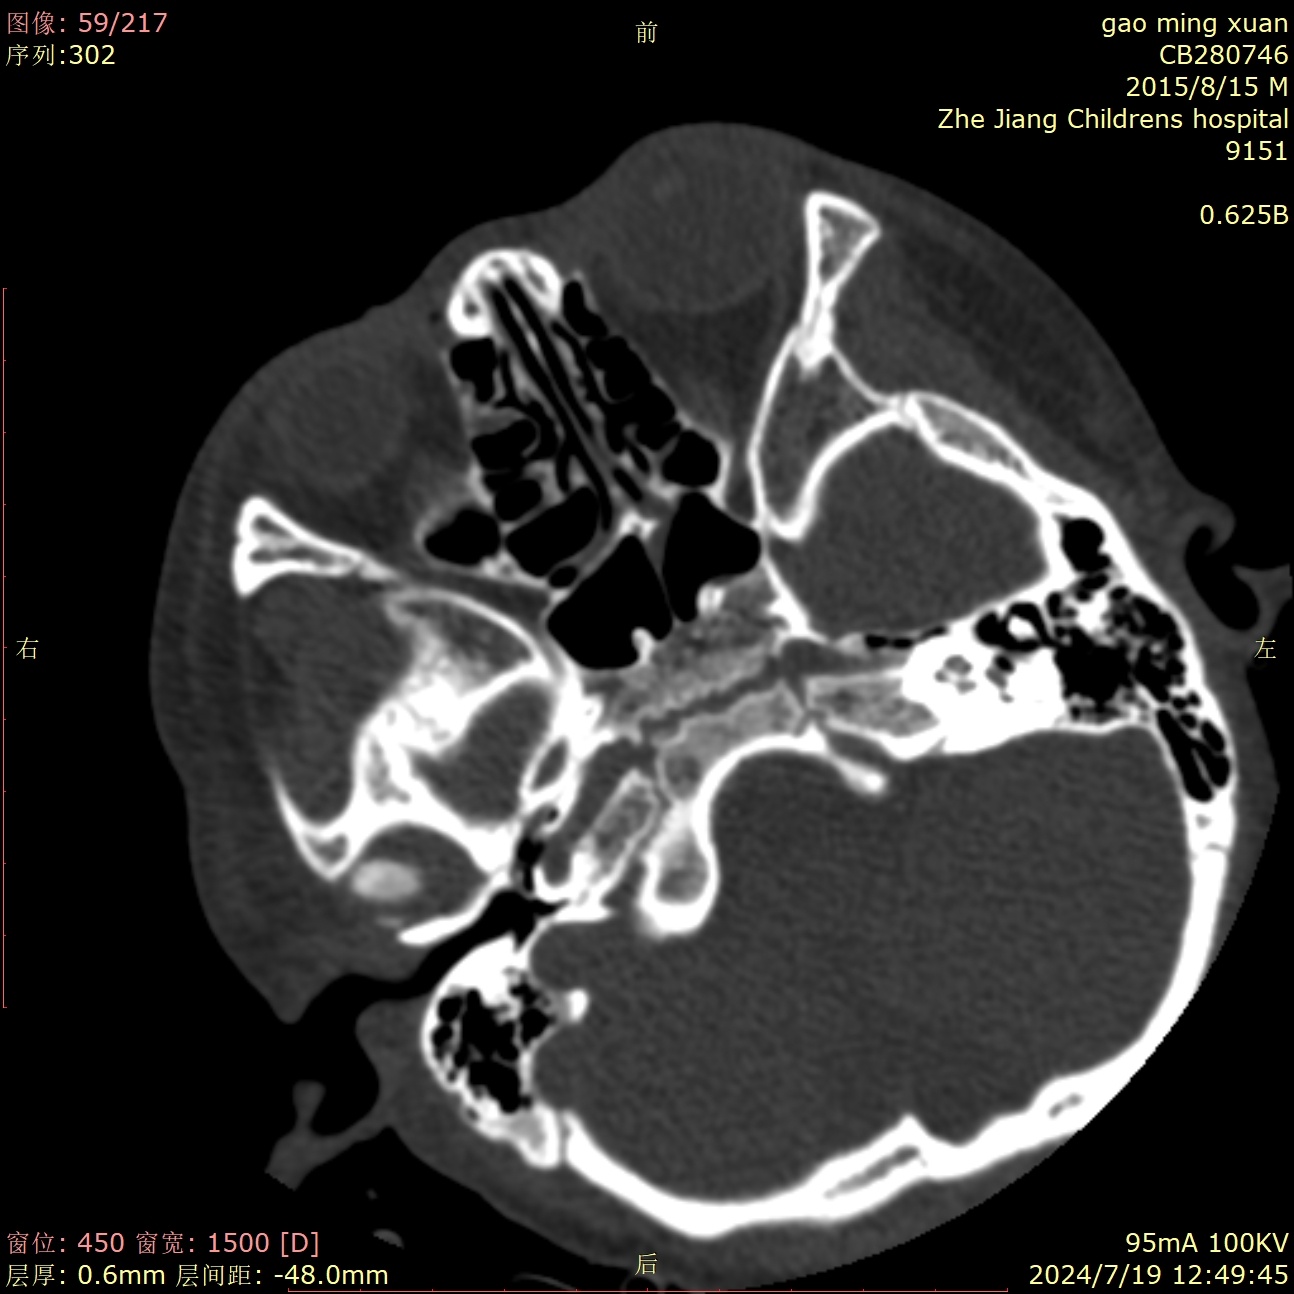 图像: 59/217
序列:302
前
gao ming xuan
CB280746
2015/8/15 M
Zhe Jiang Childrens hospital
9151
0.625B
右
左
窗位: 450 窗宽: 1500 [D]
层厚: 0.6mm 层间距: -48.0mm
后
95mA 100KV
2024/7/19 12:49:45